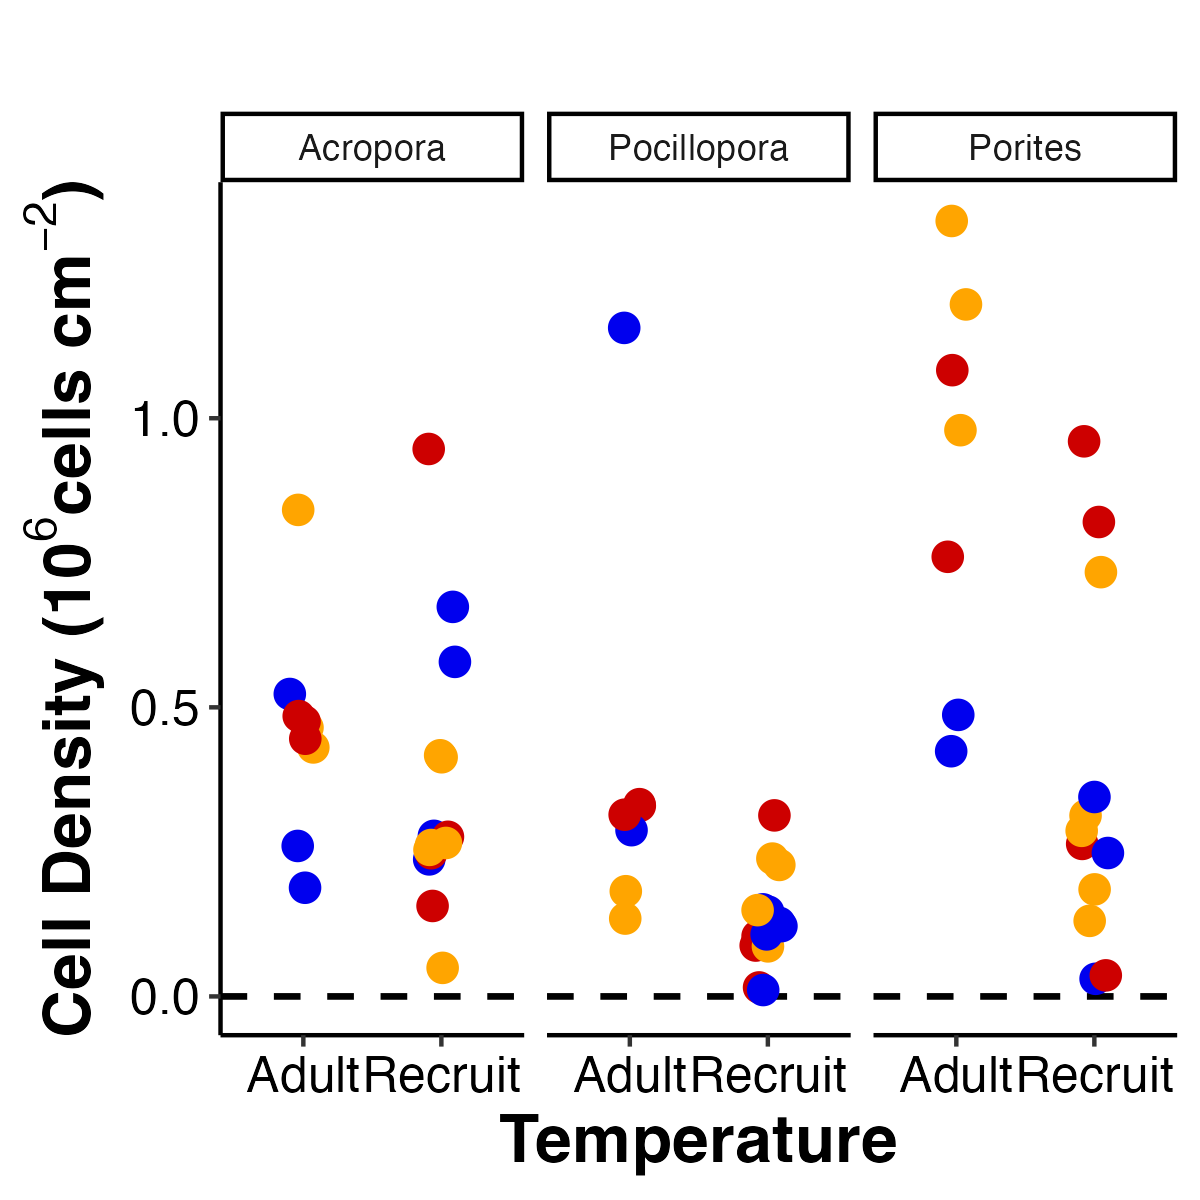 Acropora Pocillopora Porites
Cell Density (10⁶cells cm⁻²)
1.0
0.5
0.0
Adult Recruit Adult Recruit Adult Recruit
Temperature